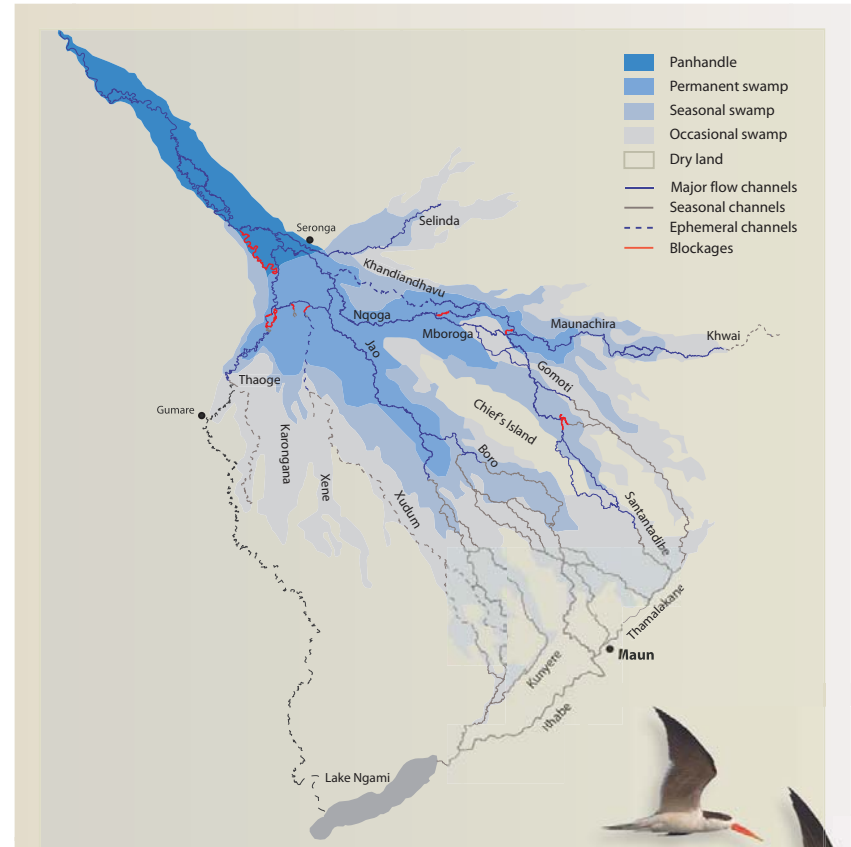 Panhandle
Permanent swamp
Seasonal swamp
Occasional swamp
Dry land
Major flow channels
Seasonal channels
Ephemeral channels
Blockages
Selinda
Seronga
Khandiandhavu
Nqoga
Maunachira
Mboroga
Khwai
Jao
Gomoti
Thaoge
Gumare
Chief's Island
Karongana
Boro
Xene
Xudum
Santantadibe
Thamalakane
Maun
Kunyere
Nhabe
Lake Ngami